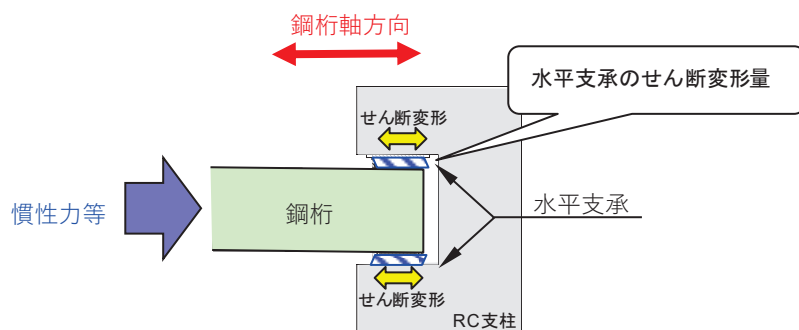 鋼桁軸方向
水平支承のせん断変形量
せん断変形
慣性力等
鋼桁
水平支承
せん断変形
RC支柱